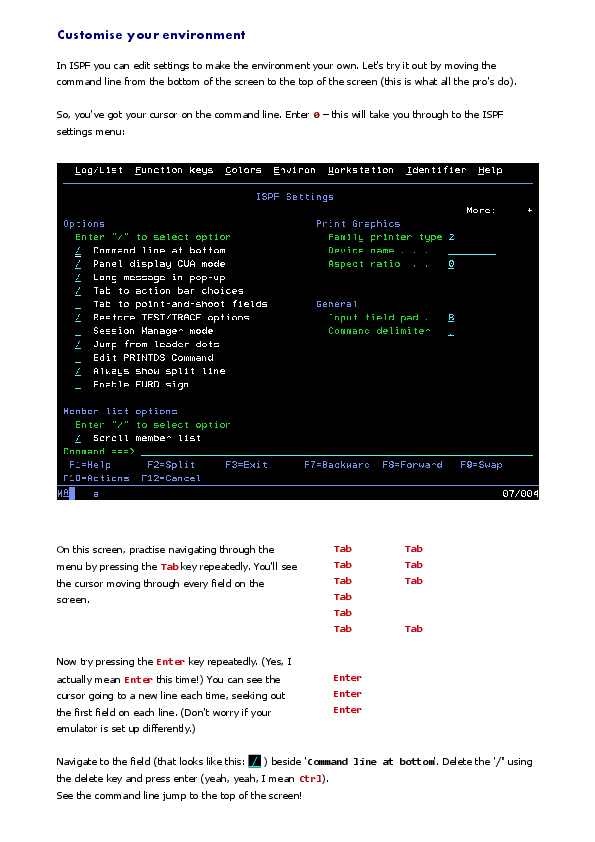 Customise your environment
In ISPF you can edit settings to make the environment your own. Let's try it out by moving the
command line from the bottom of the screen to the top of the screen (this is what all the pro's do).
So, you've got your cursor on the command line. Enter 0 – this will take you through to the ISPF
settings menu:
Log/List Function keys Colors Environ Workstation Identifier Help
ISPF Settings
More: +
Options Print Graphics
Enter "/" to select option Family printer type 2
/ Command line at bottom Device name . . .
/ Panel display CUA mode Aspect ratio . . 0
/ Long message in pop-up
/ Tab to action bar choices
_ Tab to point-and-shoot fields General
/ Restore TEST/TRACE options Input field pad . B
_ Session Manager mode Command delimiter .
/ Jump from leader dots
_ Edit PRINTDS Command
/ Always show split line
_ Enable EURO sign
Member list options
Enter "/" to select option
/ Scroll member list
Command ===>
F1=Help F2=Split F3=Exit F7=Backward F8=Forward F9=Swap
F10=Actions F12=Cancel
MA a 07/004
On this screen, practise navigating through the
menu by pressing the Tab key repeatedly. You'll see
the cursor moving through every field on the
screen.
Tab Tab
Tab Tab
Tab Tab
Tab
Tab
Tab Tab
Now try pressing the Enter key repeatedly. (Yes, I
actually mean Enter this time!) You can see the
cursor going to a new line each time, seeking out
the first field on each line. (Don't worry if your
emulator is set up differently.)
Enter
Enter
Enter
Navigate to the field (that looks like this: / ) beside 'Command line at bottom'. Delete the '/' using
the delete key and press enter (yeah, yeah, I mean Ctrl).
See the command line jump to the top of the screen!